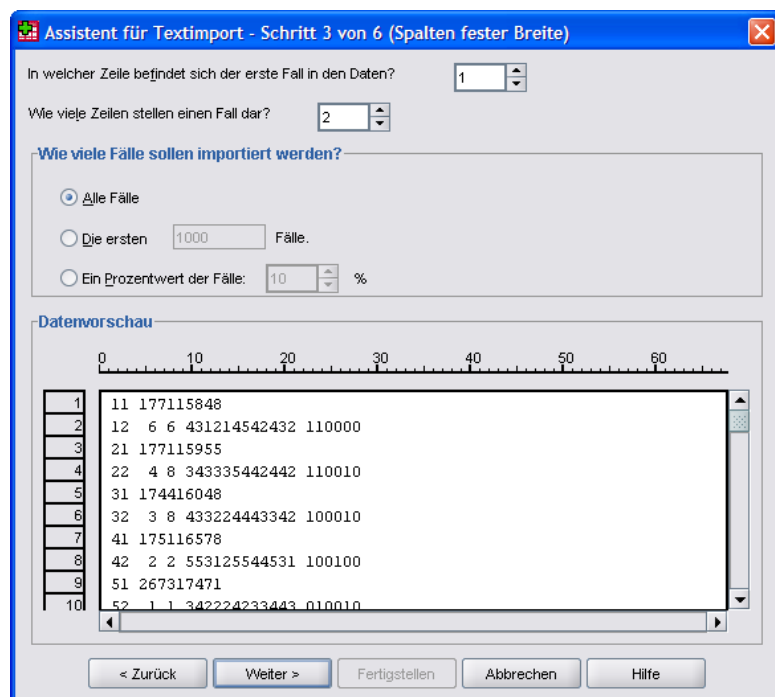 Assistent für Textimport - Schritt 3 von 6 (Spalten fester Breite)
In welcher Zeile befindet sich der erste Fall in den Daten? 1
Wie viele Zeilen stellen einen Fall dar? 2
Wie viele Fälle sollen importiert werden?
Alle Fälle
Die ersten 1000 Fälle.
Ein Prozentwert der Fälle: 10 %
Datenvorschau
0 10 20 30 40 50 60
1 11 177115848
2 12  6 6 431214542432 110000
3 21 177115955
4 22  4 8 343335442442 110010
5 31 174416048
6 32  3 8 433224443342 100010
7 41 175116578
8 42  2 2 553125544531 100100
9 51 267317471
10 52  1 1 342224233443 010010
< Zurück Weiter > Fertigstellen Abbrechen Hilfe